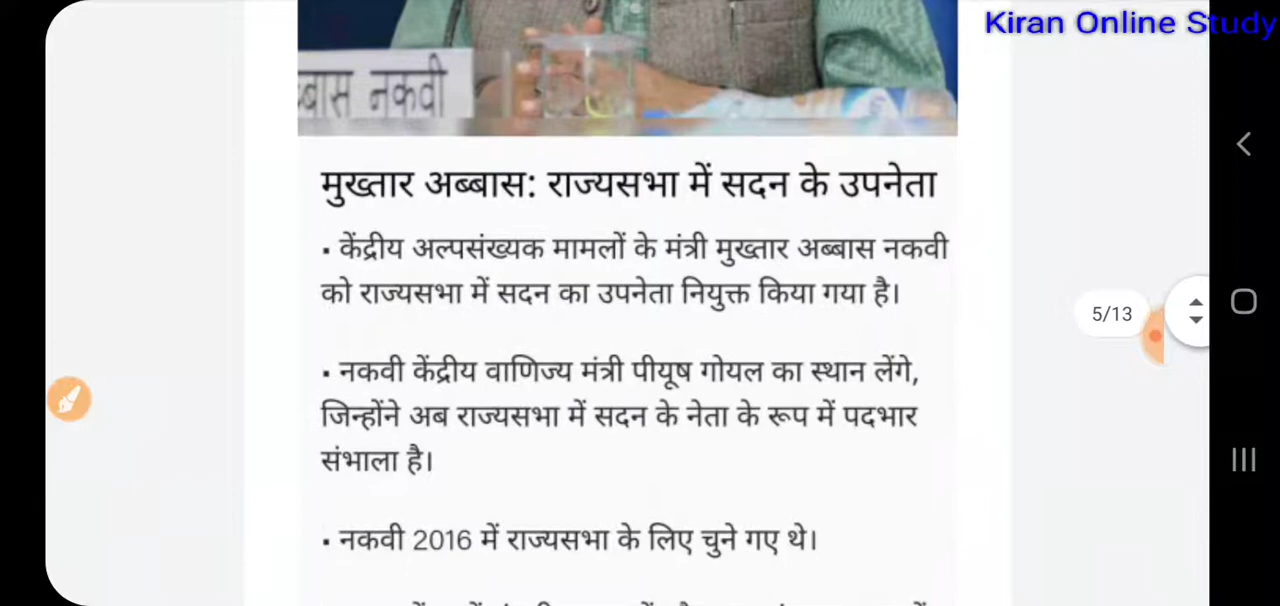 Kiran Online Study
नकवी
मुख्तार अब्बास: राज्यसभा में सदन के उपनेता
▪ केंद्रीय अल्पसंख्यक मामलों के मंत्री मुख्तार अब्बास नकवी
को राज्यसभा में सदन का उपनेता नियुक्त किया गया है।
▪ नकवी केंद्रीय वाणिज्य मंत्री पीयूष गोयल का स्थान लेंगे,
जिन्होंने अब राज्यसभा में सदन के नेता के रूप में पदभार
संभाला है।
5/13
▪ नकवी 2016 में राज्यसभा के लिए चुने गए थे।